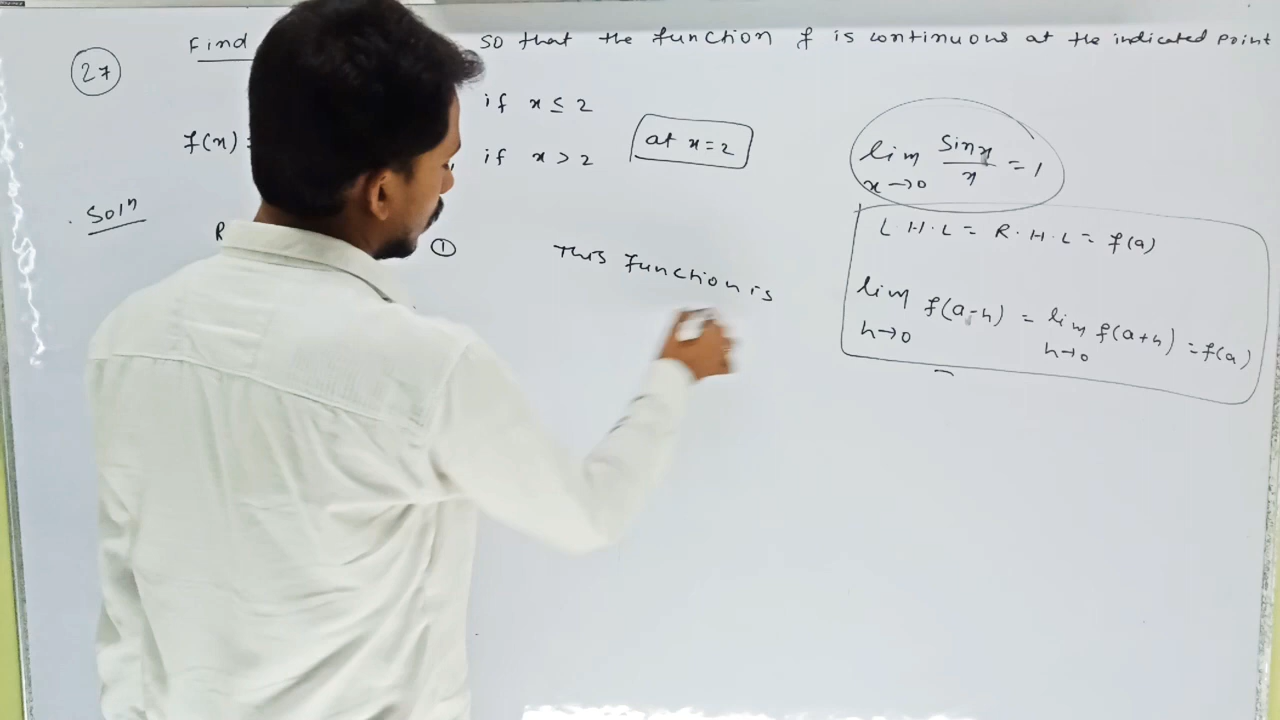 27
Find so that the function f is continuous at the indicated point
if x ≤ 2
f(x) =
if x > 2
at x = 2
lim x→0 sin x / x = 1
Solⁿ
R
①
This function is
L.H.L = R.H.L = f(a)
lim h→0 f(a-h) = lim h→0 f(a+h) = f(a)